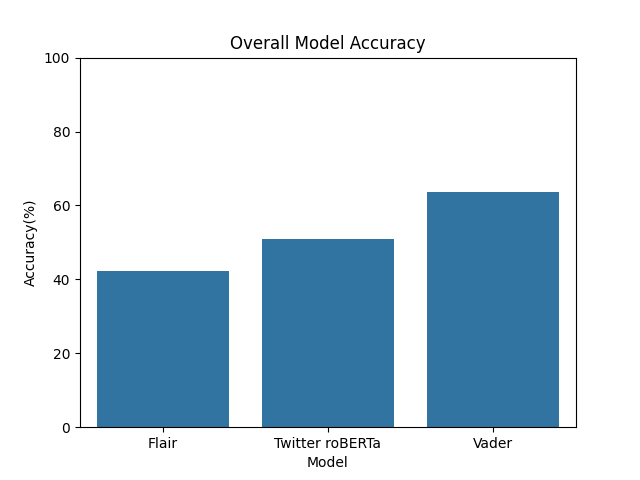 Overall Model Accuracy
100
80
60
40
20
0
Accuracy(%)
Flair
Twitter roBERTa
Vader
Model